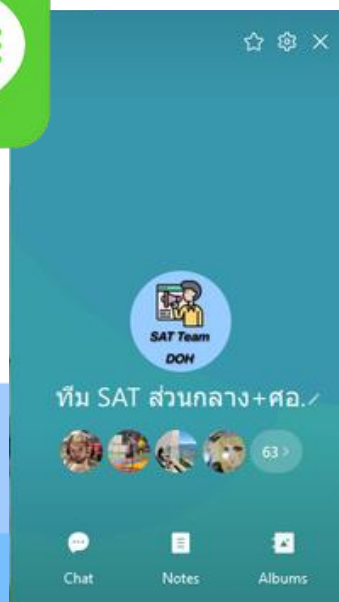 SAT Team
DOH
ทีม SAT ส่วนกลาง+ศอ.
63 >
Chat
Notes
Albums